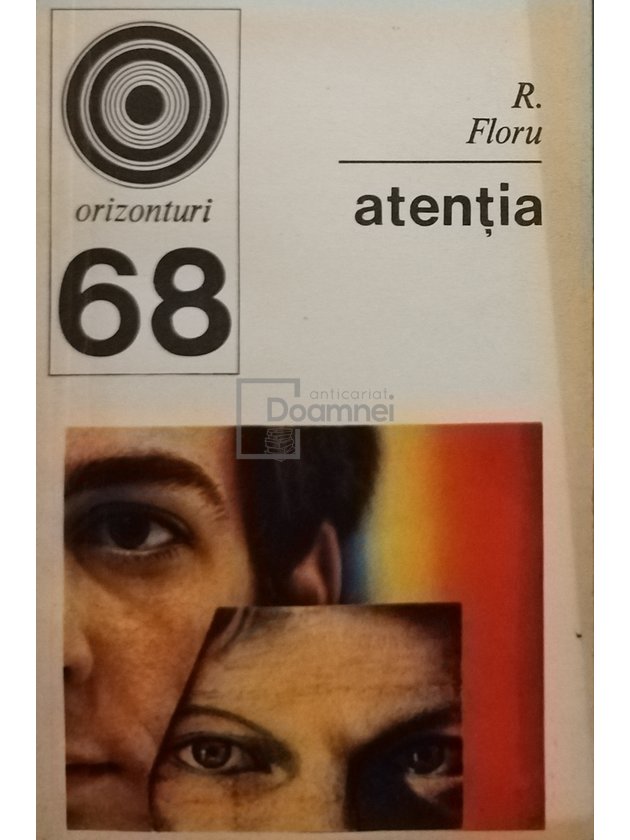 orizonturi
68
R.
Floru
atenția
anticariat
Doamnei